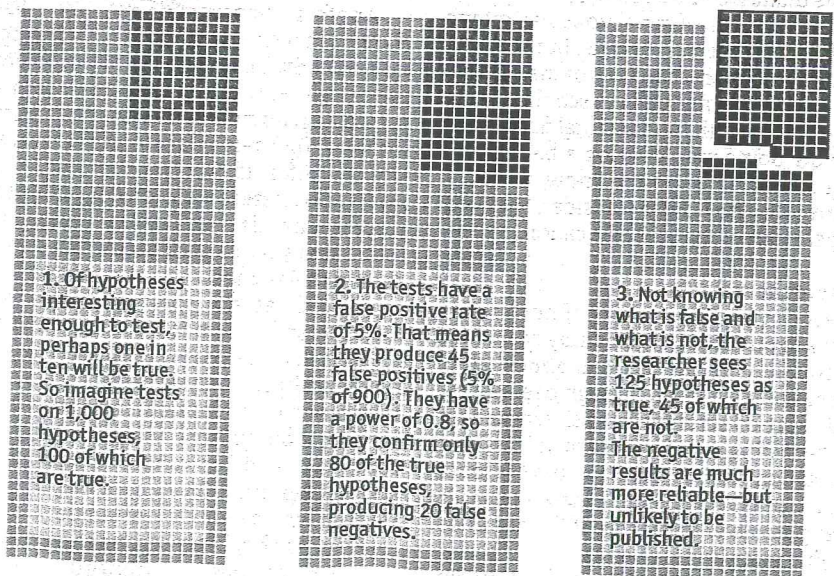 1. Of hypotheses
interesting
enough to test,
perhaps one in
ten will be true.
So imagine tests
on 1,000
hypotheses,
100 of which
are true.
2. The tests have a
false positive rate
of 5%. That means
they produce 45
false positives (5%
of 900). They have
a power of 0.8, so
they confirm only
80 of the true
hypotheses,
producing 20 false
negatives.
3. Not knowing
what is false and
what is not, the
researcher sees
125 hypotheses as
true, 45 of which
are not.
The negative
results are much
more reliable—but
unlikely to be
published.